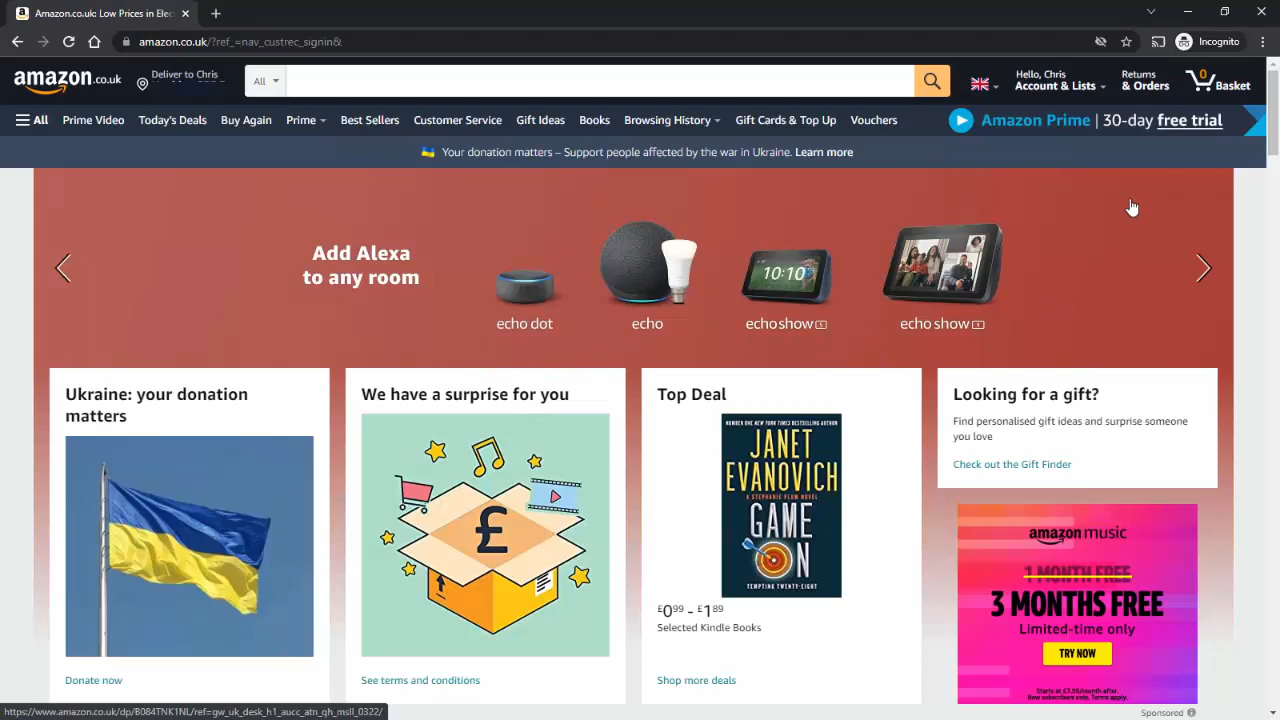 Amazon.co.uk: Low Prices in Elec
amazon.co.uk/?ref_=nav_custrec_signin&
Incognito
amazon.co.uk
Deliver to Chris
All
Hello, Chris
Account & Lists
Returns
& Orders
0
Basket
All
Prime Video
Today's Deals
Buy Again
Prime
Best Sellers
Customer Service
Gift Ideas
Books
Browsing History
Gift Cards & Top Up
Vouchers
Amazon Prime | 30-day free trial
Your donation matters – Support people affected by the war in Ukraine. Learn more
Add Alexa
to any room
10:10
echo dot
echo
echo show 5
echo show 8
Ukraine: your donation
matters
Donate now
We have a surprise for you
£
See terms and conditions
Top Deal
NUMBER ONE NEW YORK TIMES BESTSELLING AUTHOR
JANET
EVANOVICH
A STEPHANIE PLUM NOVEL
GAME
ON
TEMPTING TWENTY-EIGHT
£0.99 - £1.89
Selected Kindle Books
Shop more deals
Looking for a gift?
Find personalised gift ideas and surprise someone
you love
Check out the Gift Finder
amazon music
1 MONTH FREE
3 MONTHS FREE
Limited-time only
TRY NOW
Starts at £7.99/month after.
New subscribers only. Terms apply.
Sponsored
https://www.amazon.co.uk/dp/B084TNK1NL/ref=gw_uk_desk_h1_aucc_atn_qh_msll_0322/